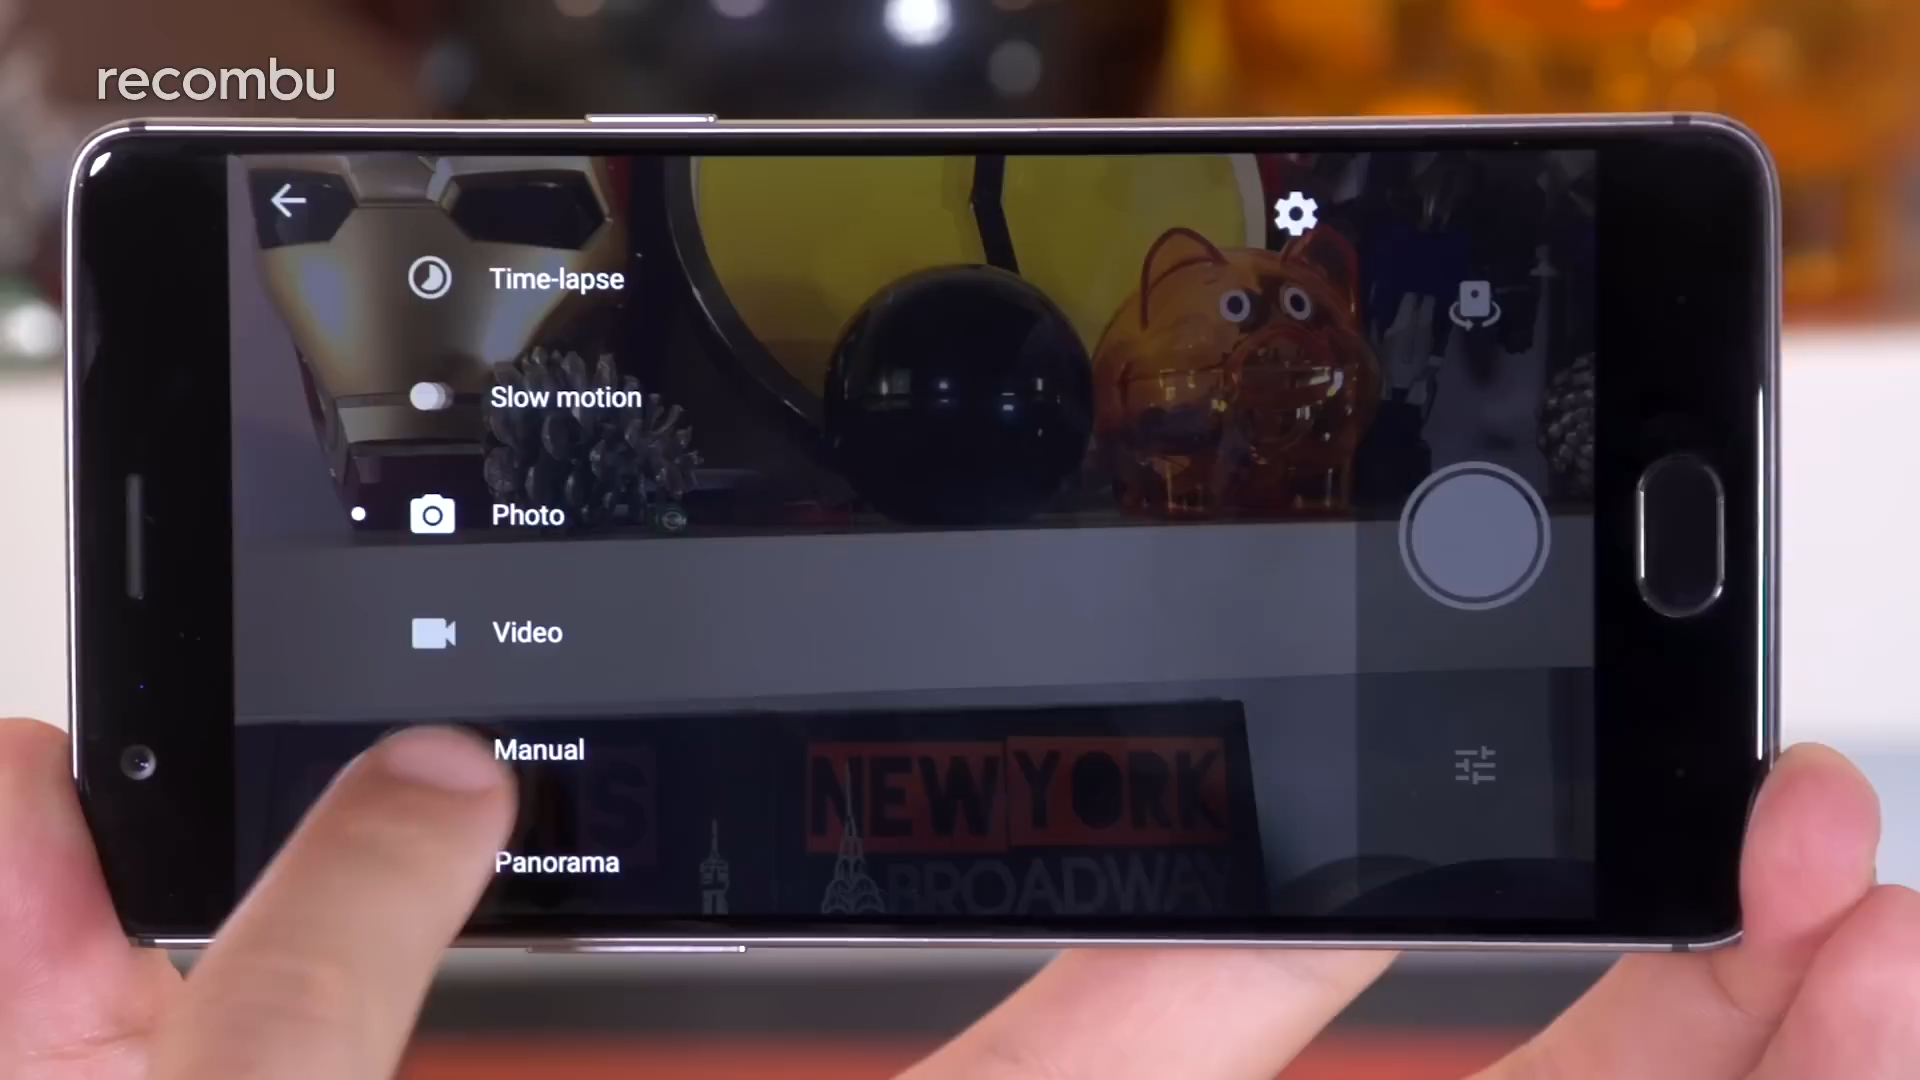 recombu
Time-lapse
Slow motion
Photo
Video
Manual
Panorama
NEW YORK
BROADWAY